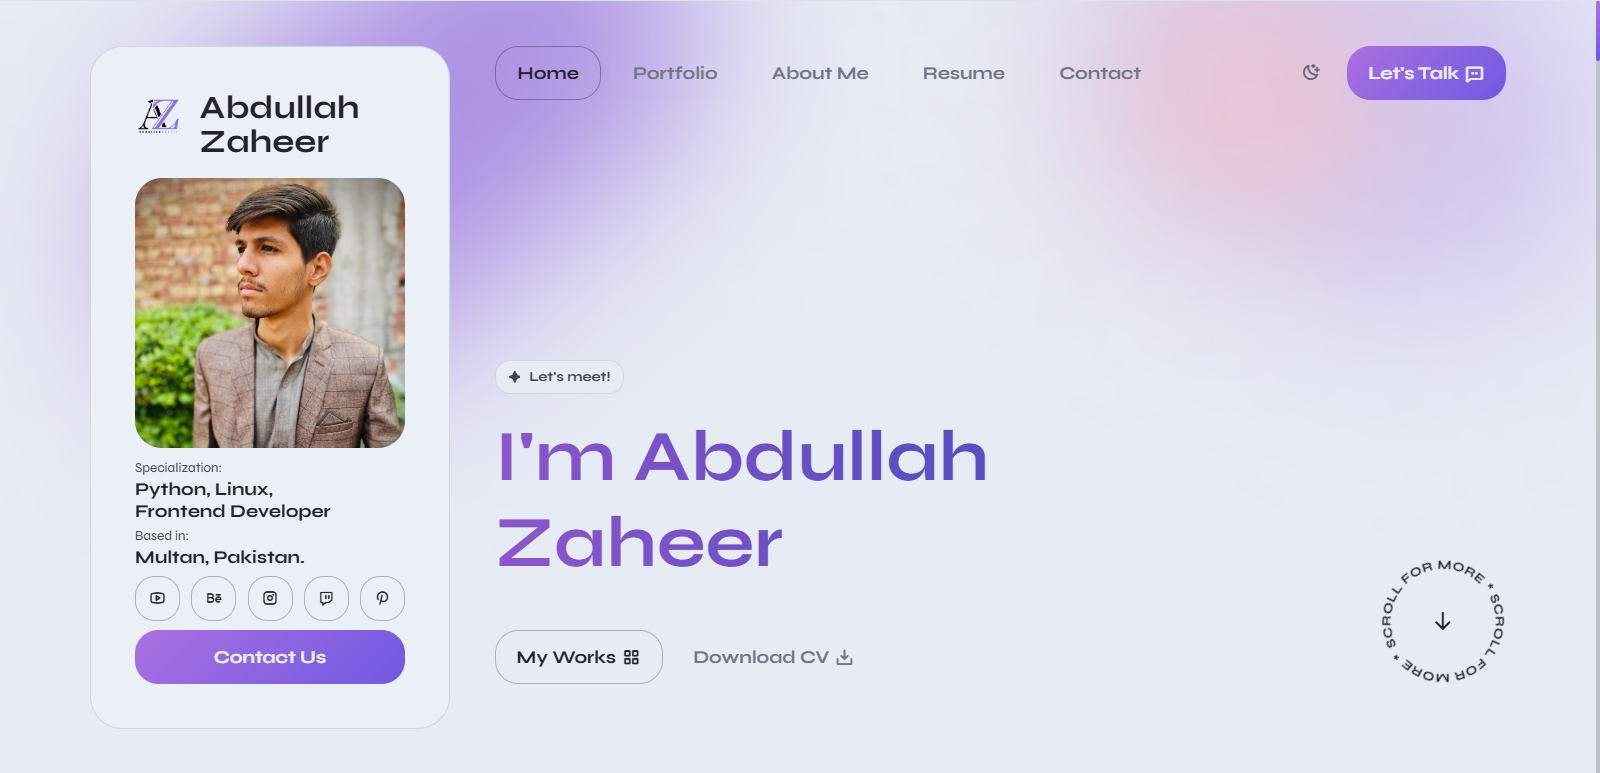 Home
Portfolio
About Me
Resume
Contact
Let's Talk
AZ
Abdullah
Zaheer
Specialization:
Python, Linux,
Frontend Developer
Based in:
Multan, Pakistan.
Bē
Contact Us
Let's meet!
I'm Abdullah
Zaheer
My Works
Download CV
SCROLL FOR MORE * SCROLL FOR MORE *